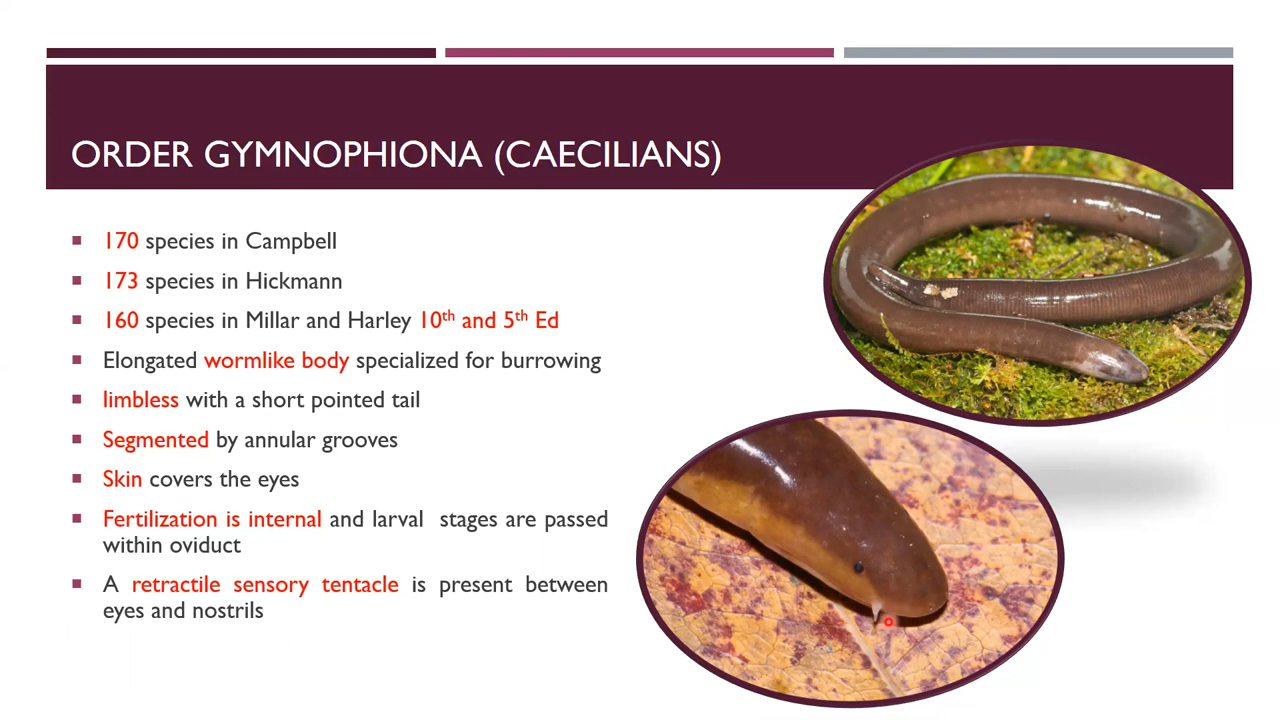 ORDER GYMNOPHIONA (CAECILIANS)
170 species in Campbell
173 species in Hickmann
160 species in Millar and Harley 10th and 5th Ed
Elongated wormlike body specialized for burrowing
limbless with a short pointed tail
Segmented by annular grooves
Skin covers the eyes
Fertilization is internal and larval stages are passed
within oviduct
A retractile sensory tentacle is present between
eyes and nostrils